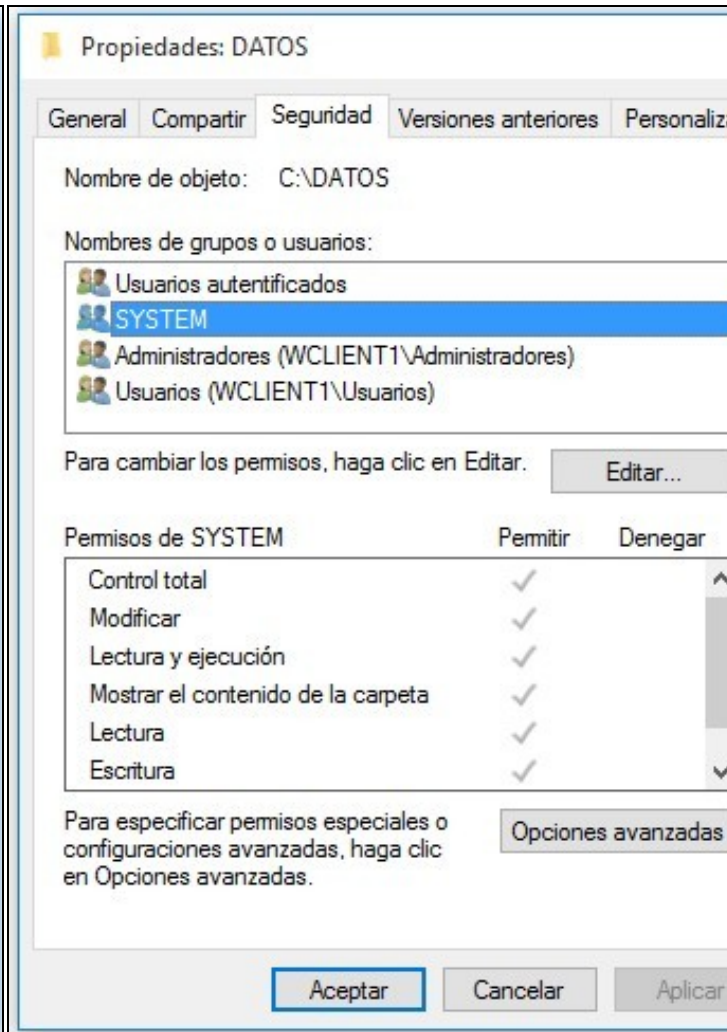 Propiedades: DATOS
General Compartir Seguridad Versiones anteriores Personaliza
Nombre de objeto: C:\DATOS
Nombres de grupos o usuarios:
Usuarios autentificados
SYSTEM
Administradores (WCLIENT1\Administradores)
Usuarios (WCLIENT1\Usuarios)
Para cambiar los permisos, haga clic en Editar. Editar...
Permisos de SYSTEM Permitir Denegar
Control total
Modificar
Lectura y ejecución
Mostrar el contenido de la carpeta
Lectura
Escritura
Para especificar permisos especiales o
configuraciones avanzadas, haga clic
en Opciones avanzadas.
Opciones avanzadas
Aceptar Cancelar Aplicar